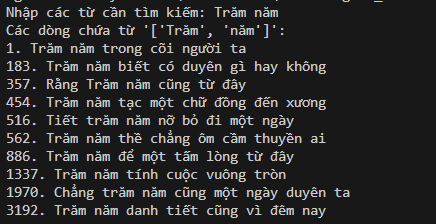 Nhập các từ cần tìm kiếm: Trăm năm
Các dòng chứa từ '['Trăm', 'năm']':
1. Trăm năm trong cõi người ta
183. Trăm năm biết có duyên gì hay không
357. Rằng Trăm năm cũng từ đây
454. Trăm năm tạc một chữ đồng đến xương
516. Tiết trăm năm nỡ bỏ đi một ngày
562. Trăm năm thề chẳng ôm cầm thuyền ai
886. Trăm năm để một tấm lòng từ đây
1337. Trăm năm tính cuộc vuông tròn
1970. Chẳng trăm năm cũng một ngày duyên ta
3192. Trăm năm danh tiết cũng vì đêm nay